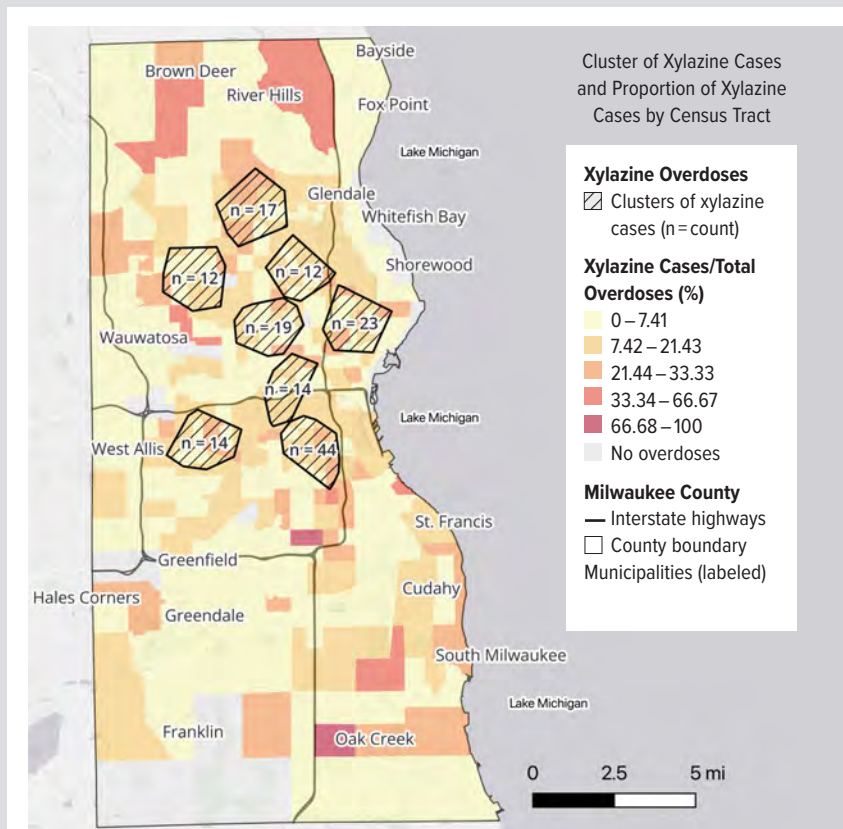 Cluster of Xylazine Cases
and Proportion of Xylazine
Cases by Census Tract
Xylazine Overdoses
Clusters of xylazine
cases (n = count)
Xylazine Cases/Total
Overdoses (%)
0 – 7.41
7.42 – 21.43
21.44 – 33.33
33.34 – 66.67
66.68 – 100
No overdoses
Milwaukee County
Interstate highways
County boundary
Municipalities (labeled)
Bayside
Brown Deer
River Hills
Fox Point
Lake Michigan
Glendale
n = 17
Whitefish Bay
Shorewood
n = 12
n = 12
n = 19
n = 23
Wauwatosa
n = 14
Lake Michigan
West Allis
n = 14
n = 44
St. Francis
Greenfield
Cudahy
Hales Corners
Greendale
South Milwaukee
Lake Michigan
Franklin
Oak Creek
0 2.5 5 mi